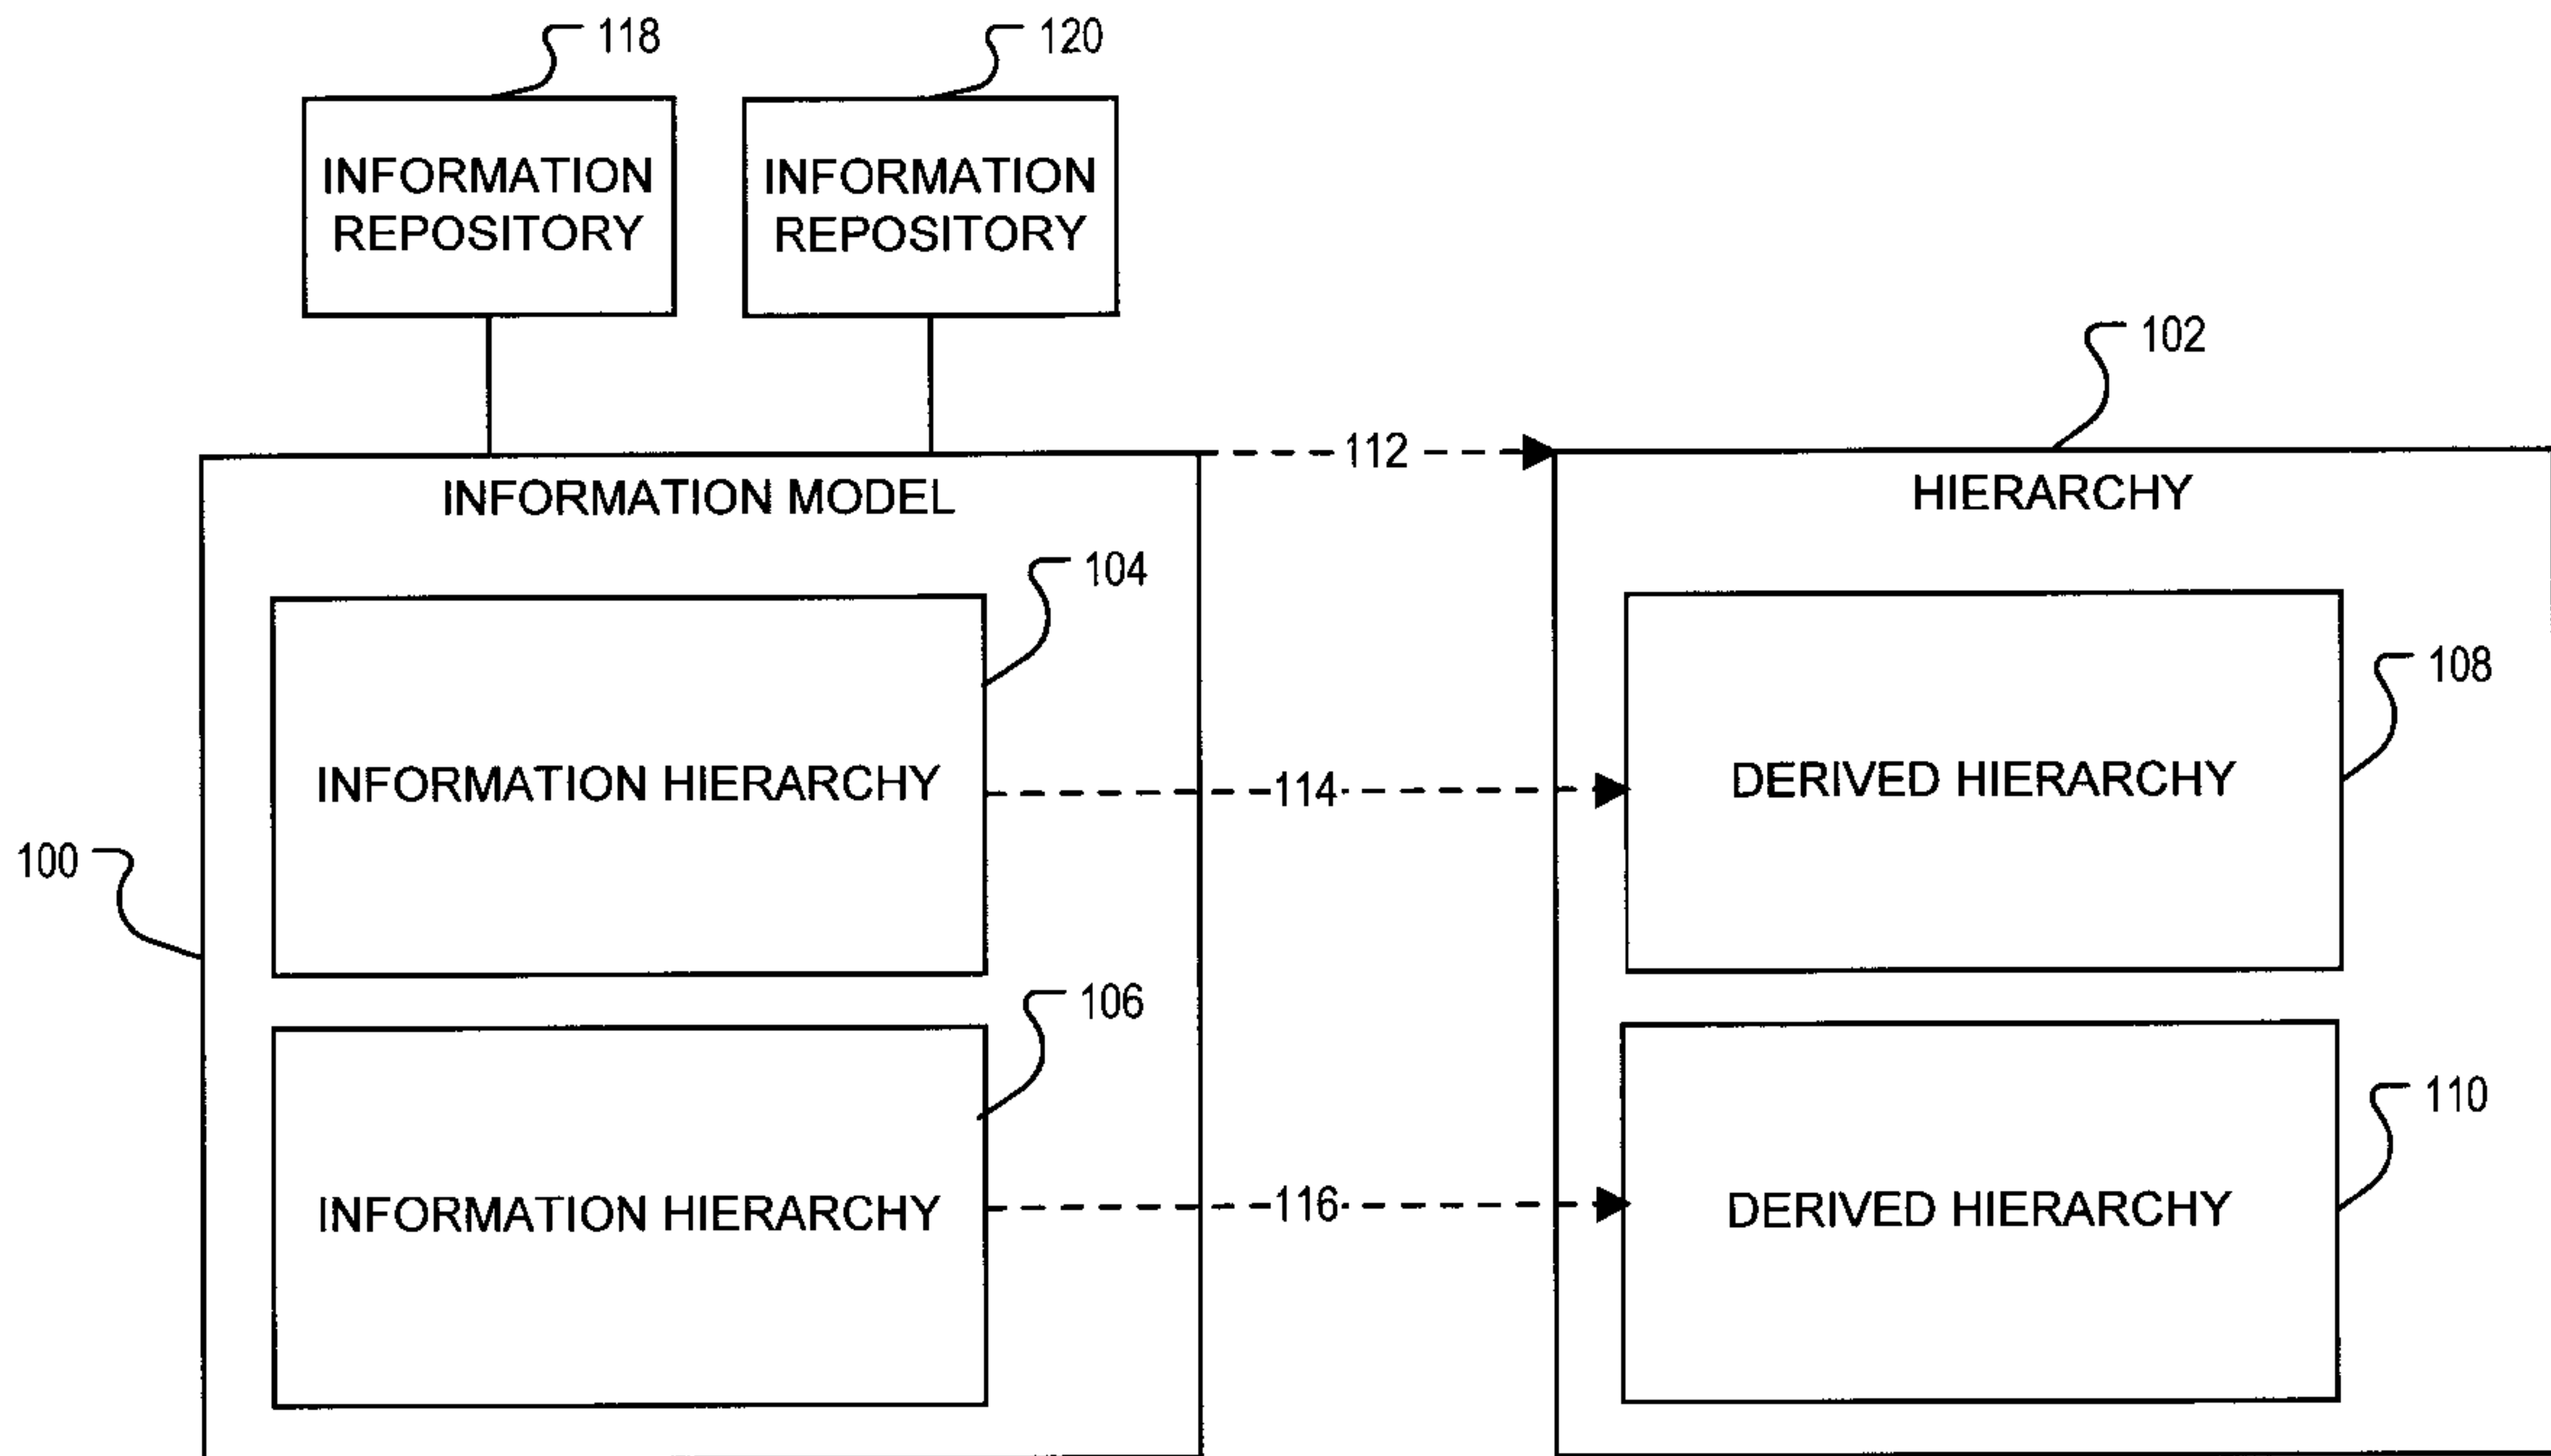 118
120
INFORMATION
REPOSITORY
INFORMATION
REPOSITORY
102
112
INFORMATION MODEL
HIERARCHY
104
108
INFORMATION HIERARCHY
114
DERIVED HIERARCHY
100
106
110
INFORMATION HIERARCHY
116
DERIVED HIERARCHY